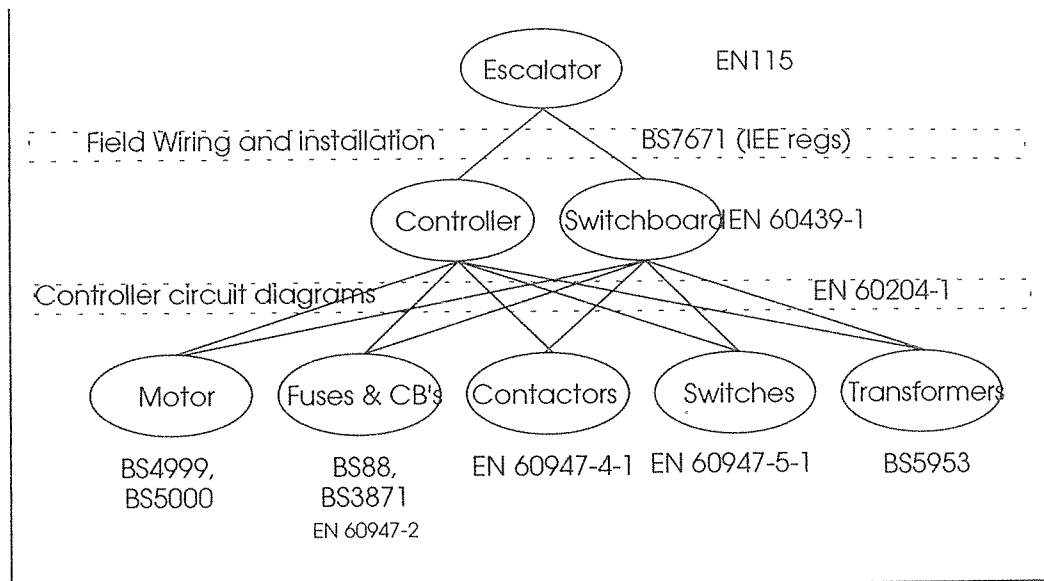 Escalator EN115
Field Wiring and installation BS7671 (IEE regs)
Controller Switchboard EN 60439-1
Controller circuit diagrams EN 60204-1
Motor Fuses & CB's Contactors Switches Transformers
BS4999, BS88, EN 60947-4-1 EN 60947-5-1 BS5953
BS5000 BS3871
EN 60947-2